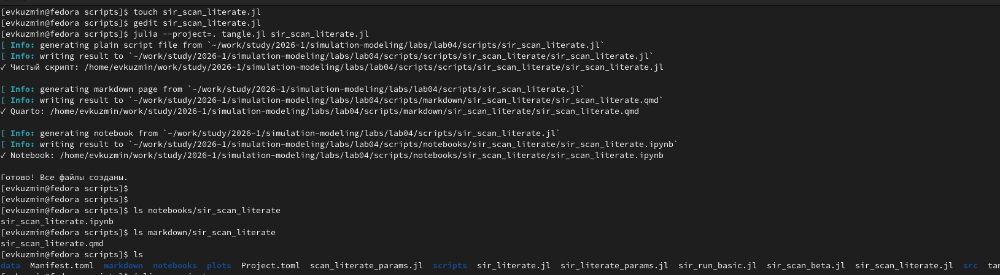 [evkuzmin@fedora scripts]$ touch sir_scan_literate.jl
[evkuzmin@fedora scripts]$ gedit sir_scan_literate.jl
[evkuzmin@fedora scripts]$ julia --project=. tangle.jl sir_scan_literate.jl
[ Info: generating plain script file from `~/work/study/2026-1/simulation-modeling/labs/lab04/scripts/sir_scan_literate.jl`
[ Info: writing result to `~/work/study/2026-1/simulation-modeling/labs/lab04/scripts/scripts/sir_scan_literate/sir_scan_literate.jl`
✓ Чистый скрипт: /home/evkuzmin/work/study/2026-1/simulation-modeling/labs/lab04/scripts/scripts/sir_scan_literate/sir_scan_literate.jl
[ Info: generating markdown page from `~/work/study/2026-1/simulation-modeling/labs/lab04/scripts/sir_scan_literate.jl`
[ Info: writing result to `~/work/study/2026-1/simulation-modeling/labs/lab04/scripts/markdown/sir_scan_literate/sir_scan_literate.qmd`
✓ Quarto: /home/evkuzmin/work/study/2026-1/simulation-modeling/labs/lab04/scripts/markdown/sir_scan_literate/sir_scan_literate.qmd
[ Info: generating notebook from `~/work/study/2026-1/simulation-modeling/labs/lab04/scripts/sir_scan_literate.jl`
[ Info: writing result to `~/work/study/2026-1/simulation-modeling/labs/lab04/scripts/notebooks/sir_scan_literate/sir_scan_literate.ipynb`
✓ Notebook: /home/evkuzmin/work/study/2026-1/simulation-modeling/labs/lab04/scripts/notebooks/sir_scan_literate/sir_scan_literate.ipynb
Готово! Все файлы созданы.
[evkuzmin@fedora scripts]$
[evkuzmin@fedora scripts]$
[evkuzmin@fedora scripts]$ ls notebooks/sir_scan_literate
sir_scan_literate.ipynb
[evkuzmin@fedora scripts]$ ls markdown/sir_scan_literate
sir_scan_literate.qmd
[evkuzmin@fedora scripts]$ ls
data Manifest.toml markdown notebooks plots Project.toml scan_literate_params.jl scripts sir_literate.jl sir_literate_params.jl sir_run_basic.jl sir_scan_beta.jl sir_scan_literate.jl src